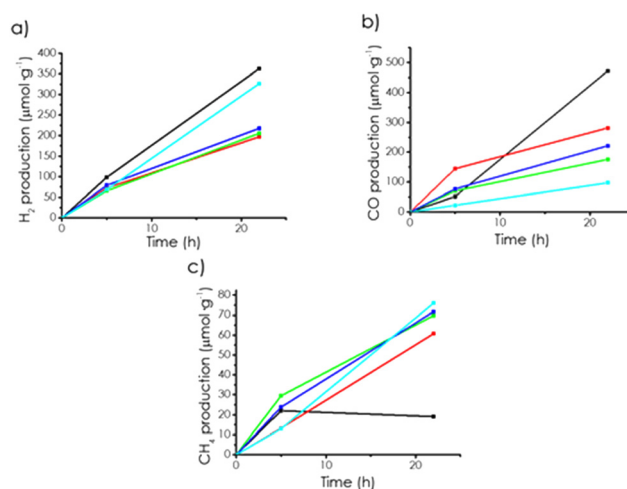 a)
H₂ production (μmol·g⁻¹)
400
350
300
250
200
150
100
50
0
0 10 20
Time (h)
b)
CO production (μmol·g⁻¹)
500
400
300
200
100
0
0 10 20
Time (h)
c)
CH₄ production (μmol·g⁻¹)
80
70
60
50
40
30
20
10
0
0 10 20
Time (h)